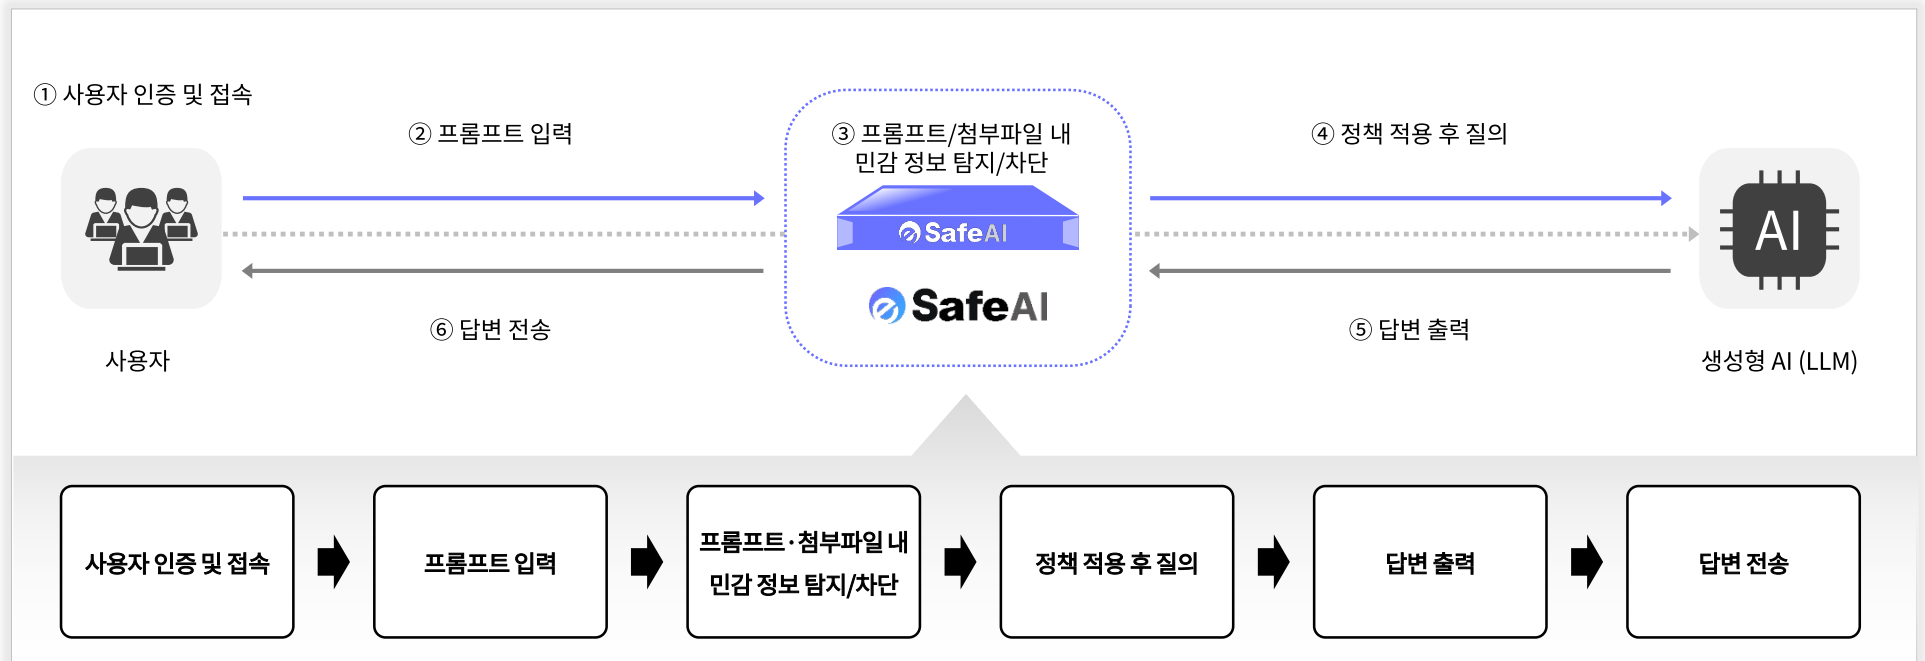 ① 사용자 인증 및 접속
② 프롬프트 입력
③ 프롬프트/첨부파일 내
민감 정보 탐지/차단
④ 정책 적용 후 질의
SafeAI
AI
SafeAI
⑥ 답변 전송
⑤ 답변 출력
사용자
생성형 AI (LLM)
사용자 인증 및 접속
프롬프트 입력
프롬프트·첨부파일 내
민감 정보 탐지/차단
정책 적용 후 질의
답변 출력
답변 전송